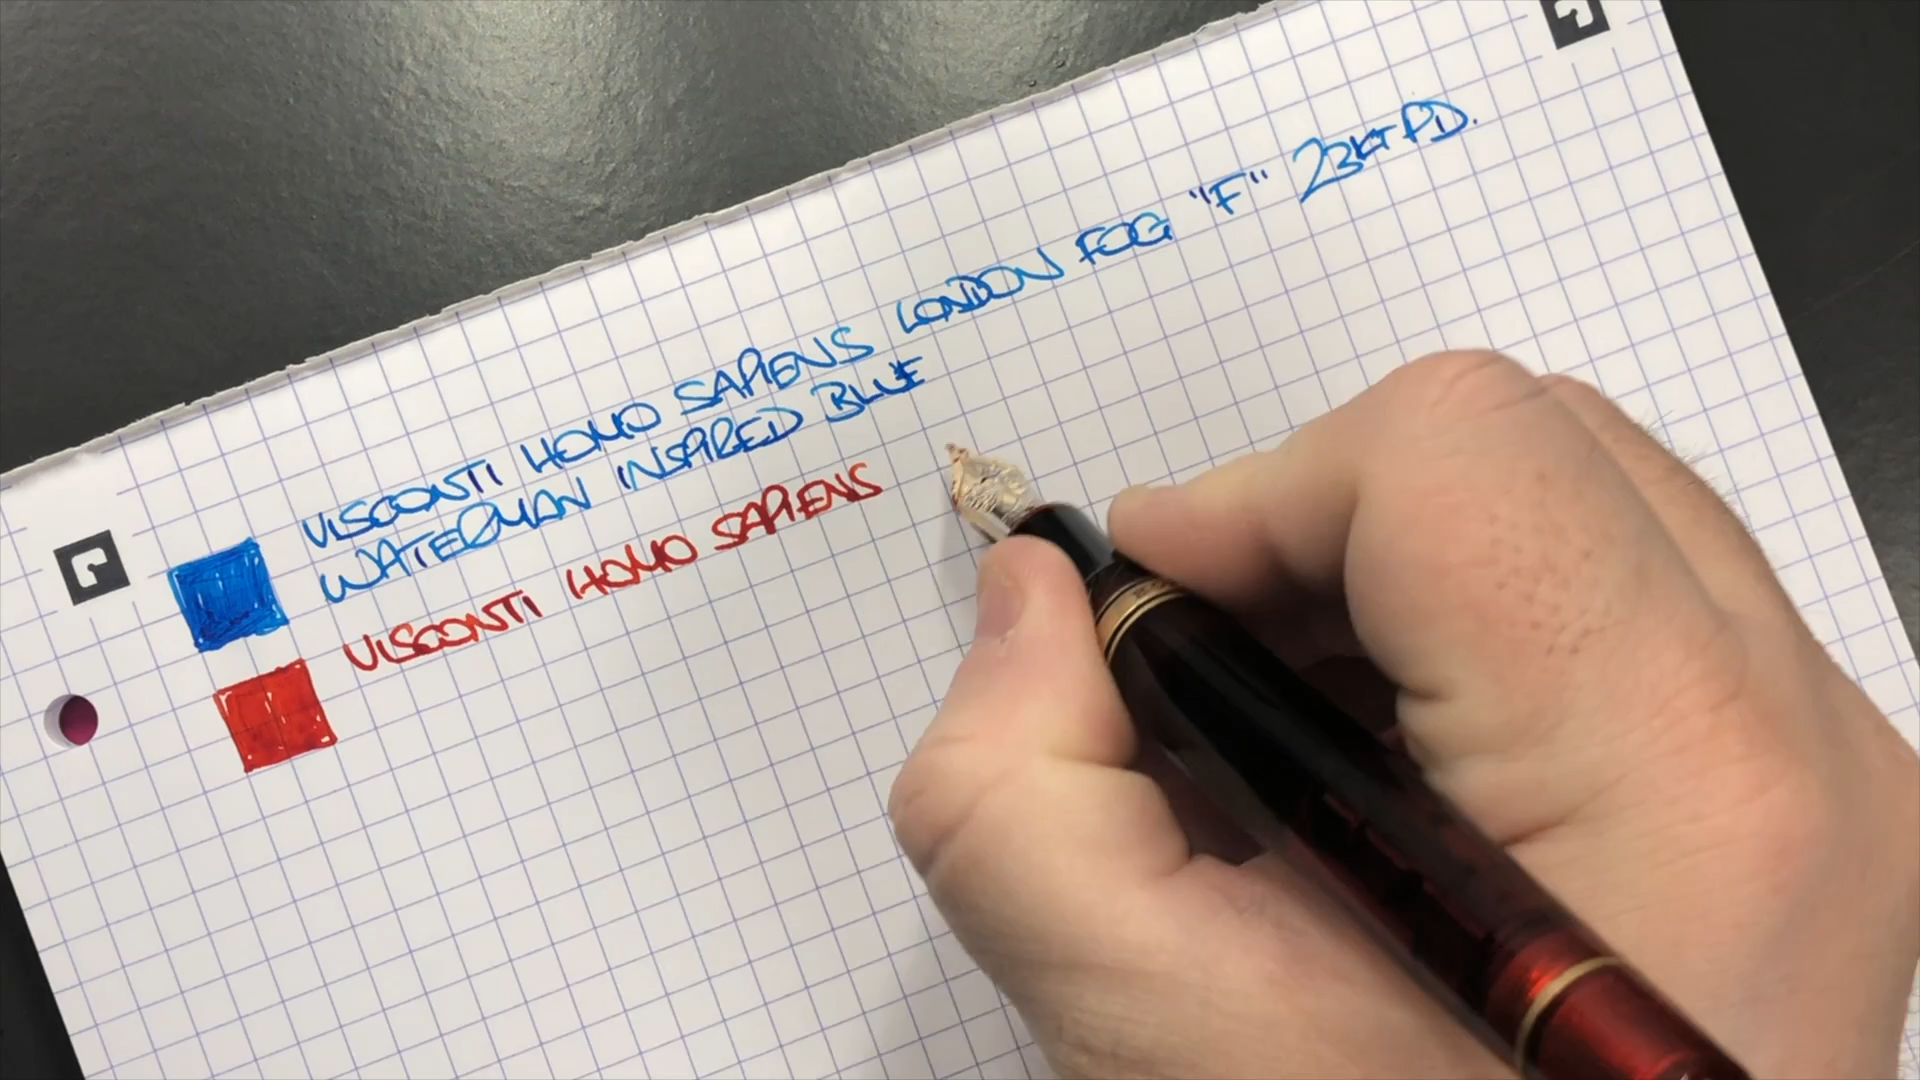 VISCONTI HOMO SAPIENS LONDON FOG "F" 23KT PD.
WATERMAN INSPIRED BLUE
VISCONTI HOMO SAPIENS